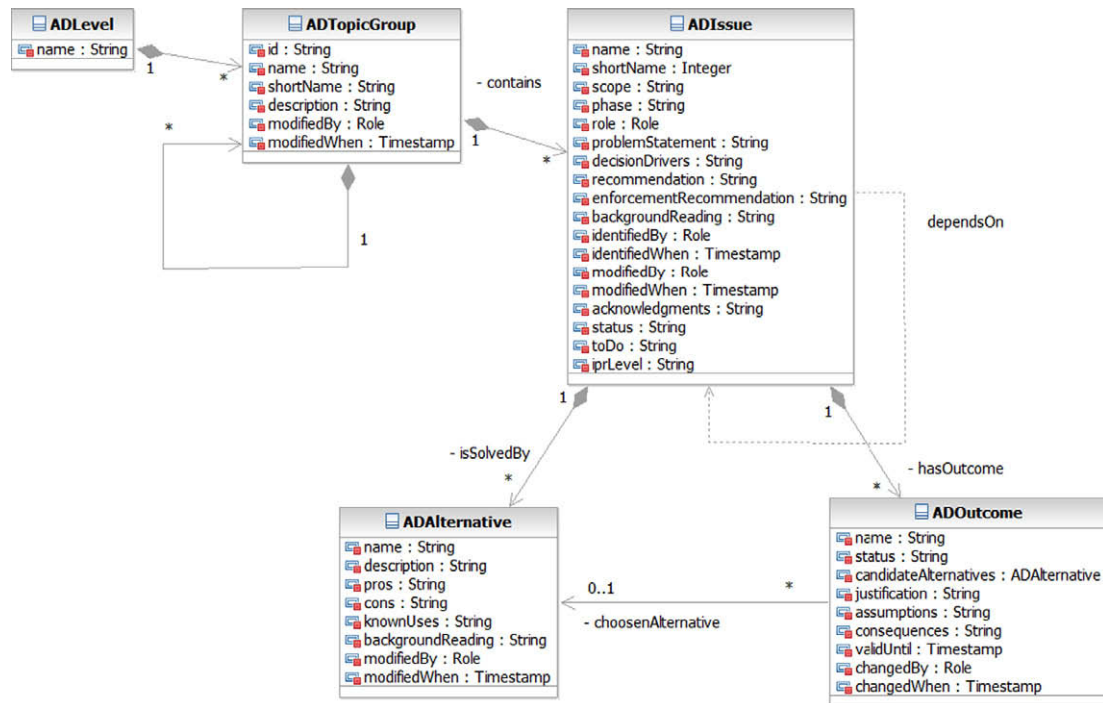 ADLevel
name : String
1
*
ADTopicGroup
id : String
name : String
shortName : String
description : String
modifiedBy : Role
modifiedWhen : Timestamp
*
1
- contains
1
*
ADIssue
name : String
shortName : Integer
scope : String
phase : String
role : Role
problemStatement : String
decisionDrivers : String
recommendation : String
enforcementRecommendation : String
backgroundReading : String
identifiedBy : Role
identifiedWhen : Timestamp
modifiedBy : Role
modifiedWhen : Timestamp
acknowledgments : String
status : String
toDo : String
iprLevel : String
dependsOn
1
- isSolvedBy
*
1
- hasOutcome
*
ADAlternative
name : String
description : String
pros : String
cons : String
knownUses : String
backgroundReading : String
modifiedBy : Role
modifiedWhen : Timestamp
0..1
*
- choosenAlternative
ADOutcome
name : String
status : String
candidateAlternatives : ADAlternative
justification : String
assumptions : String
consequences : String
validUntil : Timestamp
changedBy : Role
changedWhen : Timestamp